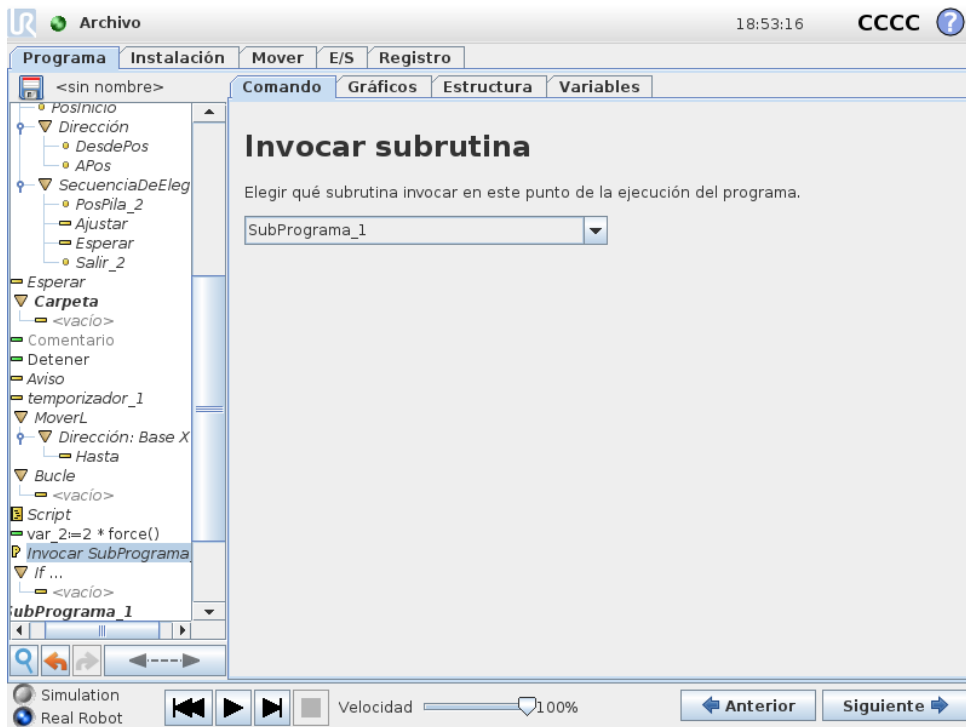 UR Archivo 18:53:16 CCCC ?
Programa Instalación Mover E/S Registro
<sin nombre> Comando Gráficos Estructura Variables
PosInicio
Dirección
DesdePos
APos
SecuenciaDeEleg
PosPila_2
Ajustar
Esperar
Salir_2
Esperar
Carpeta
<vacío>
Comentario
Detener
Aviso
temporizador_1
MoverL
Dirección: Base X
Hasta
Bucle
<vacío>
Script
var_2:=2 * force()
Invocar SubPrograma
If ...
<vacío>
SubPrograma_1
Invocar subrutina
Elegir qué subrutina invocar en este punto de la ejecución del programa.
SubPrograma_1
Simulation
Real Robot
Velocidad 100%
Anterior Siguiente